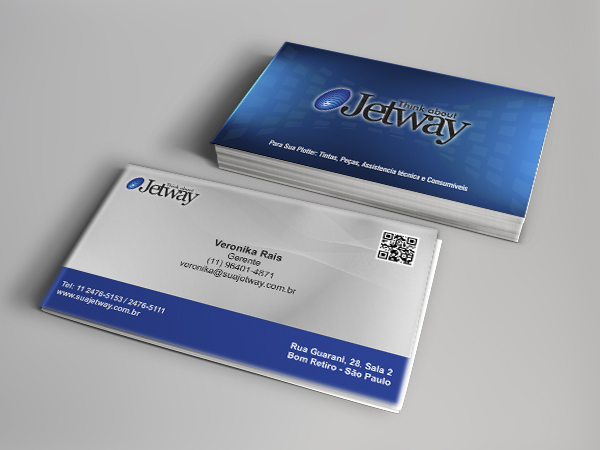 Think about
Jetway
Para Sua Plotter: Tintas, Peças, Assistencia técnica e Consumíveis
Think about
Jetway
Veronika Rais
Gerente
(11) 96401-4871
veronika@suajetway.com.br
Tel: 11 2476-5153 / 2476-5111
www.suajetway.com.br
Rua Guarani, 28. Sala 2
Bom Retiro - São Paulo